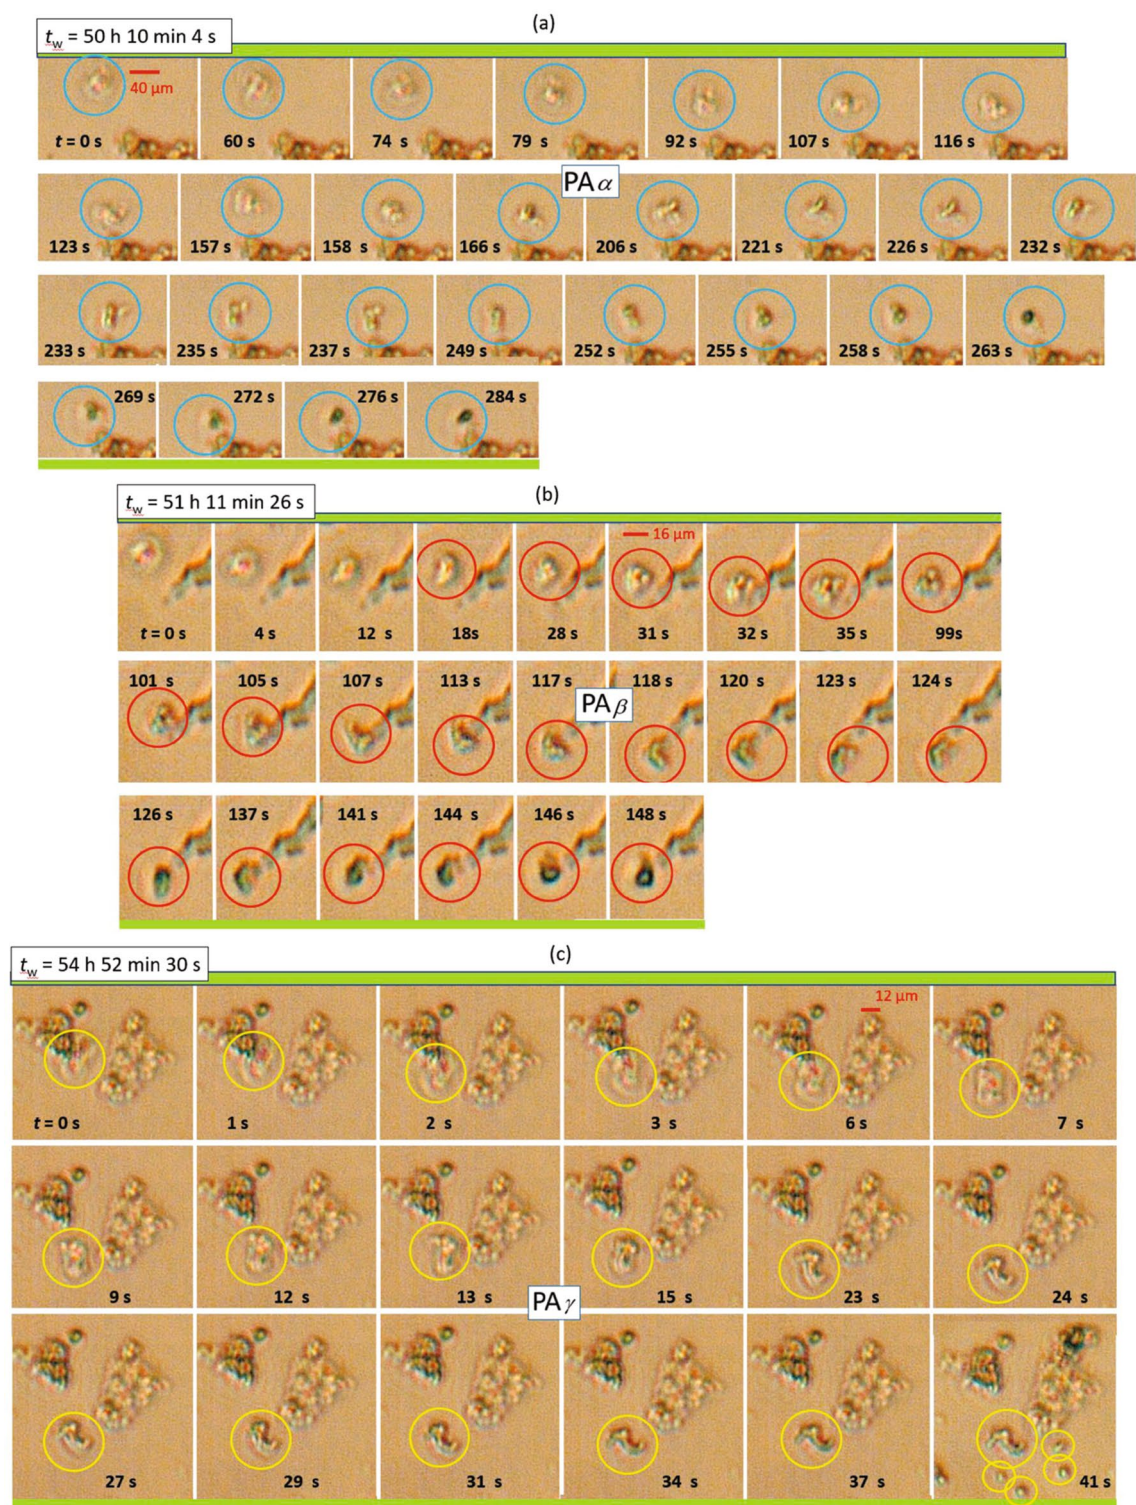 (a)
t_w = 50 h 10 min 4 s
40 μm
t = 0 s 60 s 74 s 79 s 92 s 107 s 116 s
PAα
123 s 157 s 158 s 166 s 206 s 221 s 226 s 232 s
233 s 235 s 237 s 249 s 252 s 255 s 258 s 263 s
269 s 272 s 276 s 284 s
(b)
t_w = 51 h 11 min 26 s
16 μm
t = 0 s 4 s 12 s 18s 28 s 31 s 32 s 35 s 99s
101 s 105 s 107 s 113 s 117 s 118 s 120 s 123 s 124 s
PAβ
126 s 137 s 141 s 144 s 146 s 148 s
(c)
t_w = 54 h 52 min 30 s
12 μm
t = 0 s 1 s 2 s 3 s 6 s 7 s
9 s 12 s 13 s 15 s 23 s 24 s
PAγ
27 s 29 s 31 s 34 s 37 s 41 s